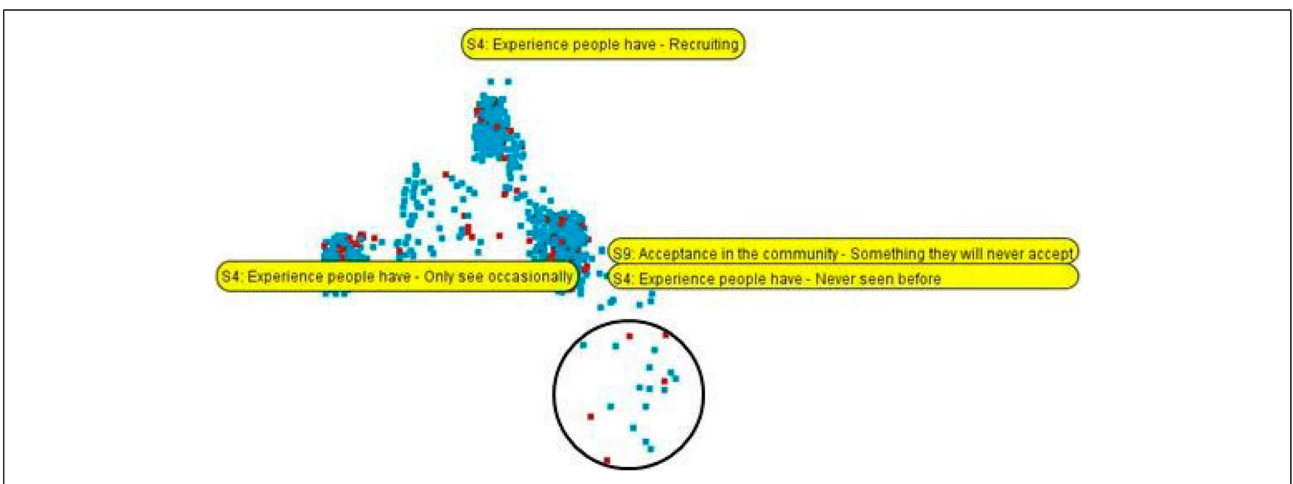 S4: Experience people have - Recruiting
S9: Acceptance in the community - Something they will never accept
S4: Experience people have - Only see occasionally
S4: Experience people have - Never seen before